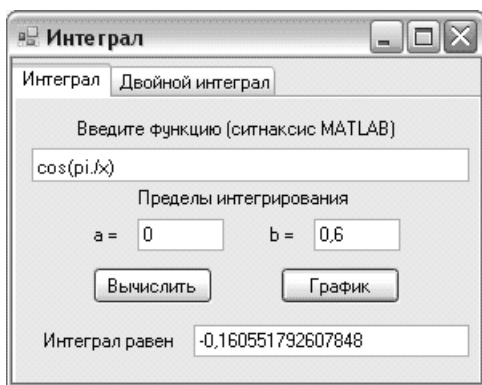 Интеграл
Интеграл Двойной интеграл
Введите функцию (ситнаксис MATLAB)
cos(pi./x)
Пределы интегрирования
a = 0 b = 0,6
Вычислить График
Интеграл равен -0,160551792607848